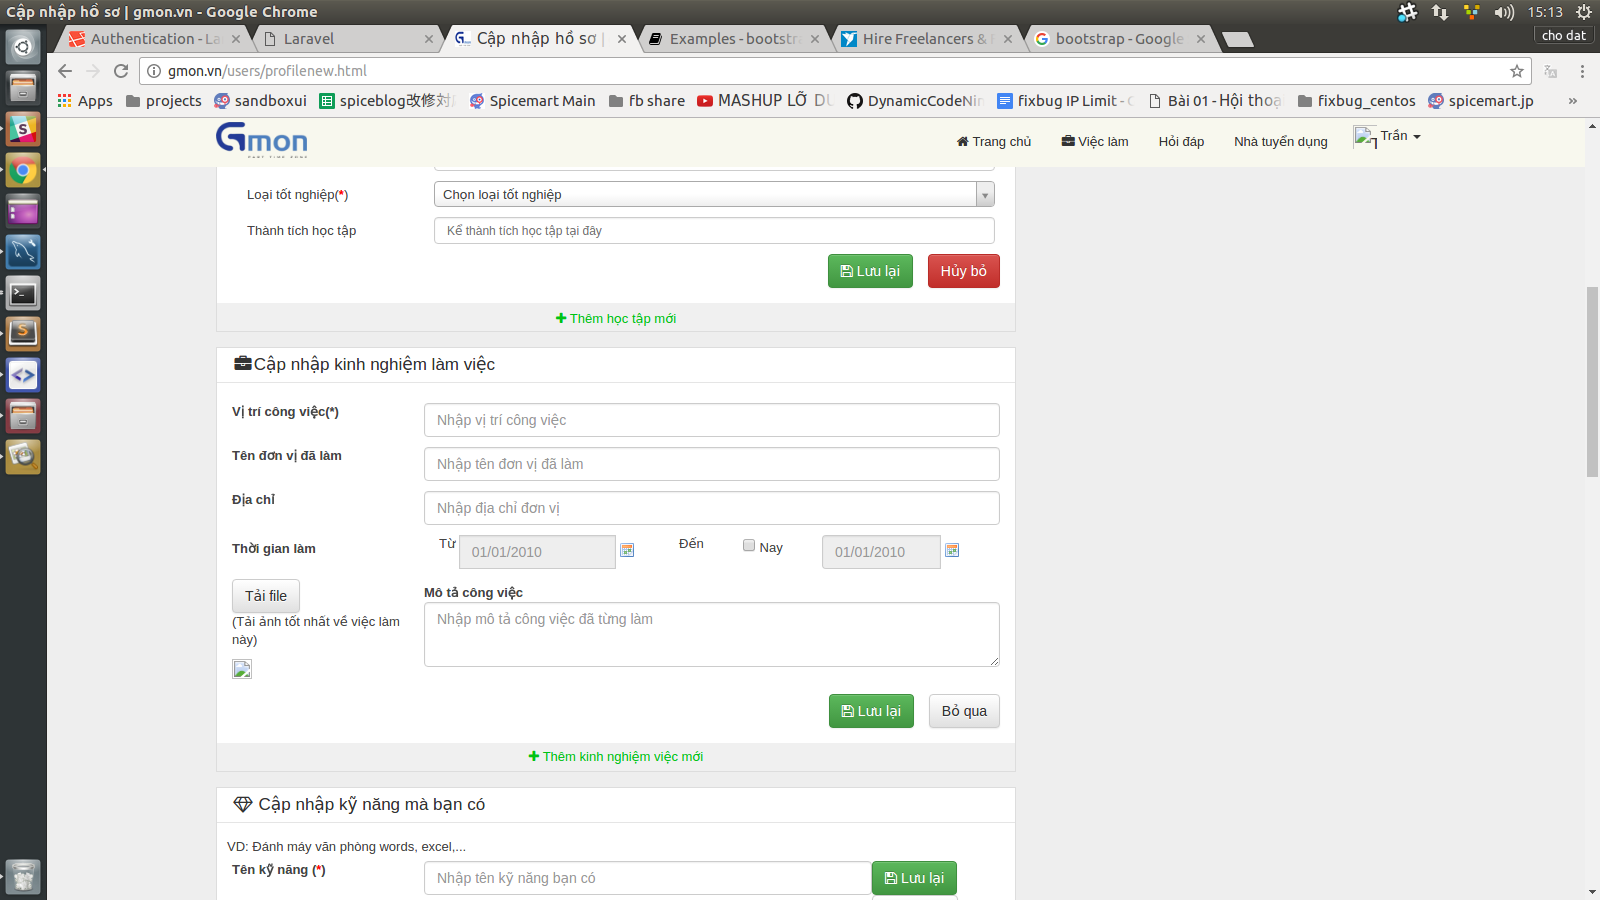 Cập nhập hồ sơ | gmon.vn - Google Chrome
15:13
Authentication - La
Laravel
Cập nhập hồ sơ |
Examples - bootstr
Hire Freelancers &
bootstrap - Google
cho dat
gmon.vn/users/profilenew.html
Apps
projects
sandboxui
spiceblog改修対
Spicemart Main
fb share
MASHUP LỠ DU
DynamicCodeNin
fixbug IP Limit - 
Bài 01 - Hội thoạ
fixbug_centos
spicemart.jp
»
Gmon
PART TIME ZONE
Trang chủ
Việc làm
Hỏi đáp
Nhà tuyển dụng
Trần
Loại tốt nghiệp(*)
Chọn loại tốt nghiệp
Thành tích học tập
Kể thành tích học tập tại đây
Lưu lại
Hủy bỏ
Thêm học tập mới
Cập nhập kinh nghiệm làm việc
Vị trí công việc(*)
Nhập vị trí công việc
Tên đơn vị đã làm
Nhập tên đơn vị đã làm
Địa chỉ
Nhập địa chỉ đơn vị
Thời gian làm
Từ
01/01/2010
Đến
Nay
01/01/2010
Tải file
(Tải ảnh tốt nhất về việc làm
này)
Mô tả công việc
Nhập mô tả công việc đã từng làm
Lưu lại
Bỏ qua
Thêm kinh nghiệm việc mới
Cập nhập kỹ năng mà bạn có
VD: Đánh máy văn phòng words, excel,...
Tên kỹ năng (*)
Nhập tên kỹ năng bạn có
Lưu lại